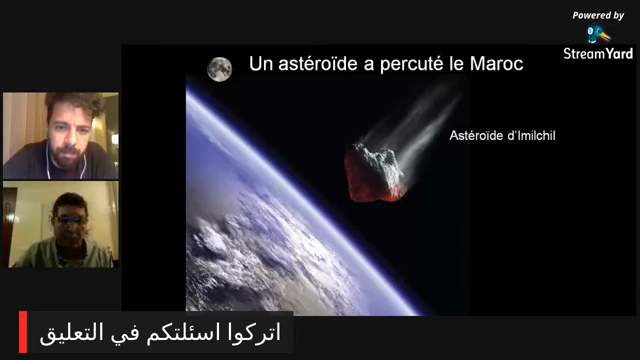 Powered by
StreamYard
Un astéroïde a percuté le Maroc
Astéroïde d'Imilchil
اتركوا اسئلتكم في التعليق